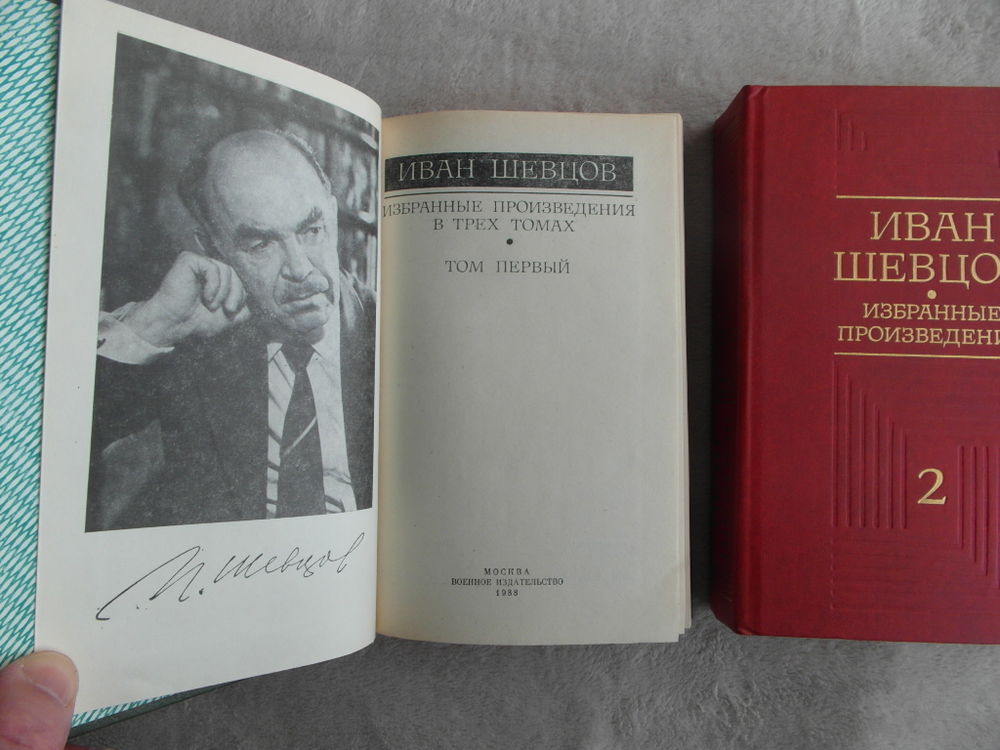 И. Шевцов
ИВАН ШЕВЦОВ
ИЗБРАННЫЕ ПРОИЗВЕДЕНИЯ
В ТРЕХ ТОМАХ
ТОМ ПЕРВЫЙ
МОСКВА
ВОЕННОЕ ИЗДАТЕЛЬСТВО
1988
ИВАН
ШЕВЦО
ИЗБРАННЫЕ
ПРОИЗВЕДЕНИ
2